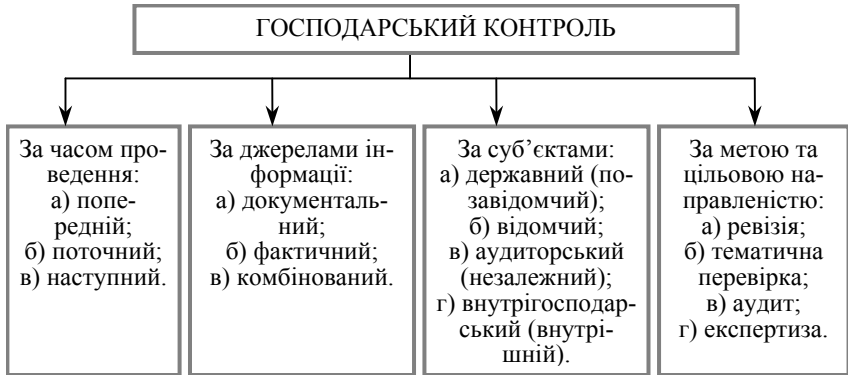 ГОСПОДАРСЬКИЙ КОНТРОЛЬ
За часом про-
ведення:
а) попе-
редній;
б) поточний;
в) наступний.
За джерелами ін-
формації:
а) документаль-
ний;
б) фактичний;
в) комбінований.
За суб’єктами:
а) державний (по-
завідомчий);
б) відомчий;
в) аудиторський
(незалежний);
г) внутрігосподар-
ський (внутрі-
шній).
За метою та
цільовою на-
правленістю:
а) ревізія;
б) тематична
перевірка;
в) аудит;
г) експертиза.